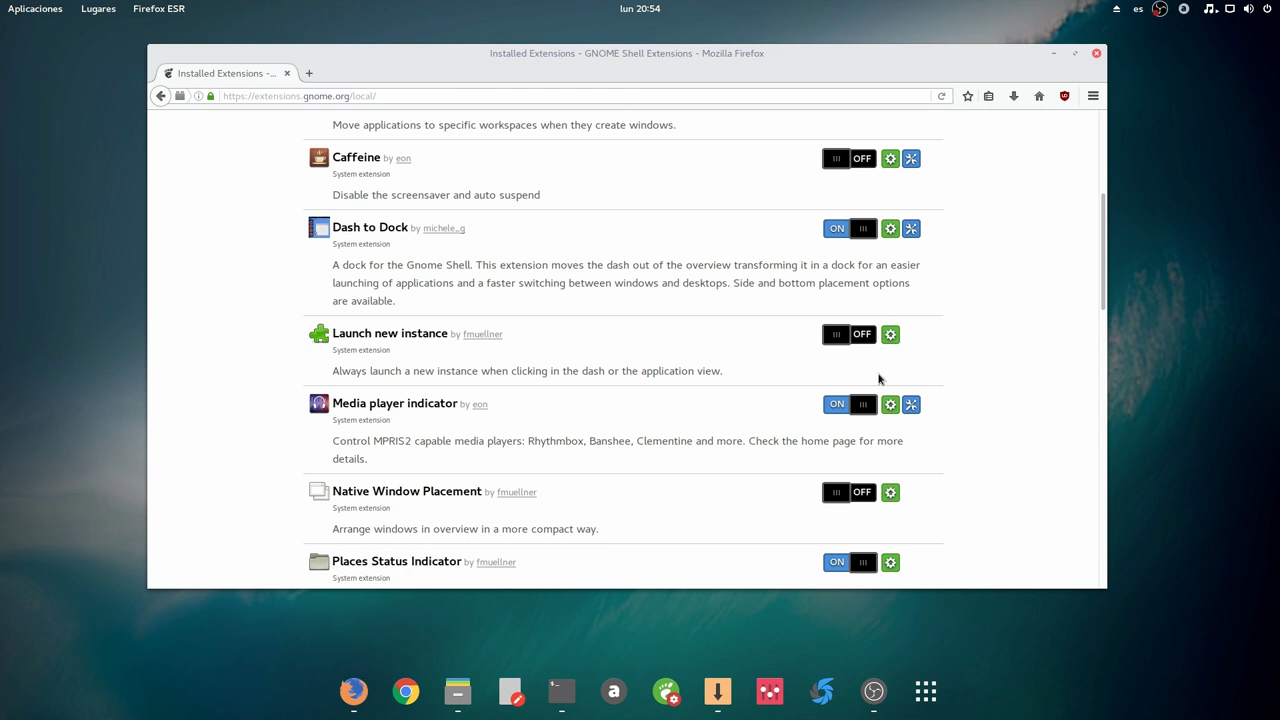 Aplicaciones Lugares Firefox ESR lun 20:54 es
Installed Extensions - GNOME Shell Extensions - Mozilla Firefox
Installed Extensions -...
https://extensions.gnome.org/local/
Move applications to specific workspaces when they create windows.
Caffeine by eon OFF
System extension
Disable the screensaver and auto suspend
Dash to Dock by michele_g ON
System extension
A dock for the Gnome Shell. This extension moves the dash out of the overview transforming it in a dock for an easier
launching of applications and a faster switching between windows and desktops. Side and bottom placement options
are available.
Launch new instance by fmuellner OFF
System extension
Always launch a new instance when clicking in the dash or the application view.
Media player indicator by eon ON
System extension
Control MPRIS2 capable media players: Rhythmbox, Banshee, Clementine and more. Check the home page for more
details.
Native Window Placement by fmuellner OFF
System extension
Arrange windows in overview in a more compact way.
Places Status Indicator by fmuellner ON
System extension